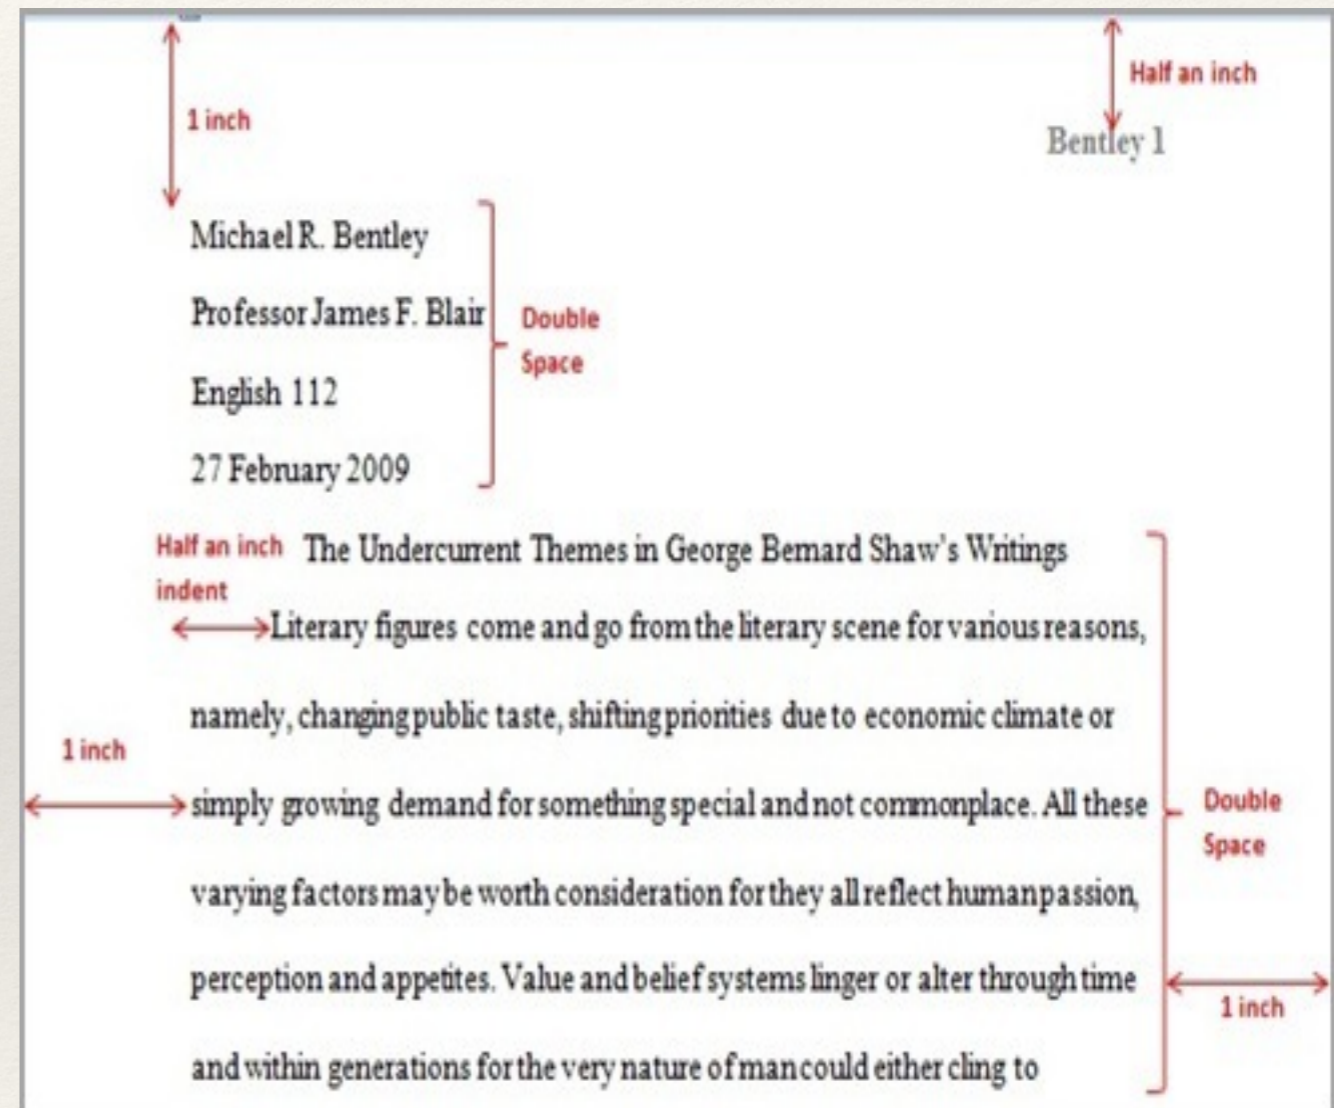 Half an inch
1 inch
Bentley 1
Michael R. Bentley
Professor James F. Blair
Double
Space
English 112
27 February 2009
Half an inch
indent
The Undercurrent Themes in George Bernard Shaw's Writings
Literary figures come and go from the literary scene for various reasons,
namely, changing public taste, shifting priorities due to economic climate or
1 inch
simply growing demand for something special and not commonplace. All these
Double
Space
varying factors may be worth consideration for they all reflect human passion,
perception and appetites. Value and belief systems linger or alter through time
1 inch
and within generations for the very nature of man could either cling to